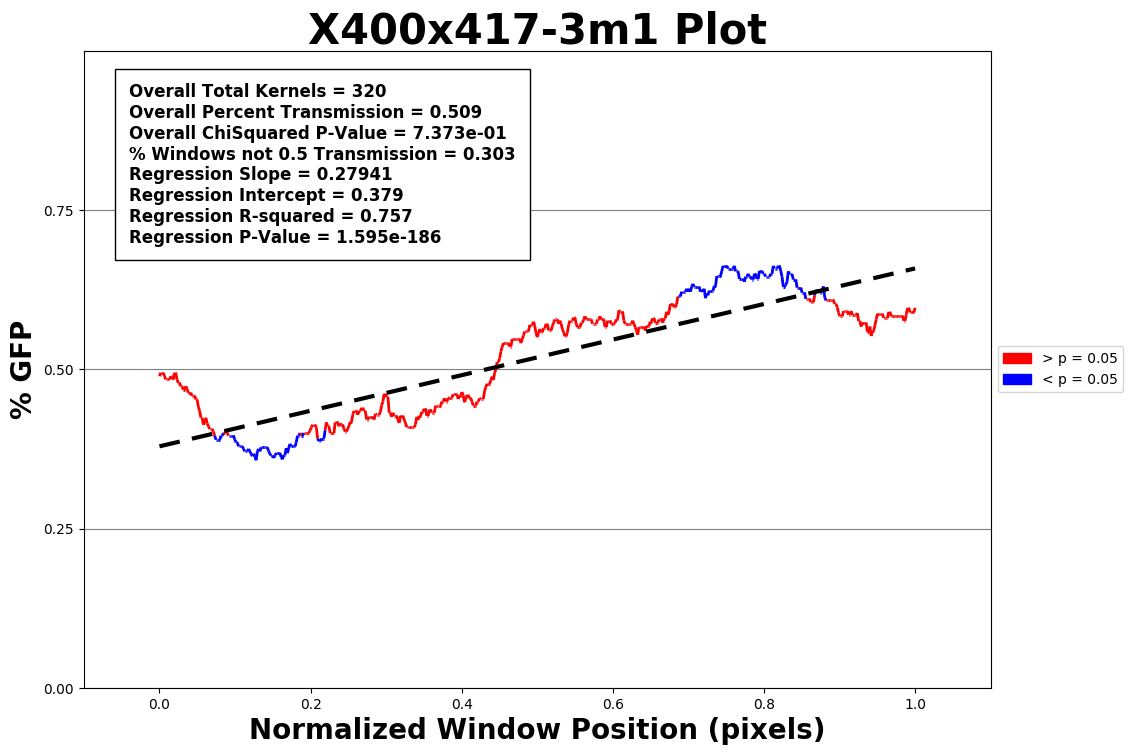 X400x417-3m1 Plot
Overall Total Kernels = 320
Overall Percent Transmission = 0.509
Overall ChiSquared P-Value = 7.373e-01
% Windows not 0.5 Transmission = 0.303
Regression Slope = 0.27941
Regression Intercept = 0.379
Regression R-squared = 0.757
Regression P-Value = 1.595e-186
% GFP
0.75
0.50
0.25
0.00
0.0 0.2 0.4 0.6 0.8 1.0
Normalized Window Position (pixels)
> p = 0.05
< p = 0.05